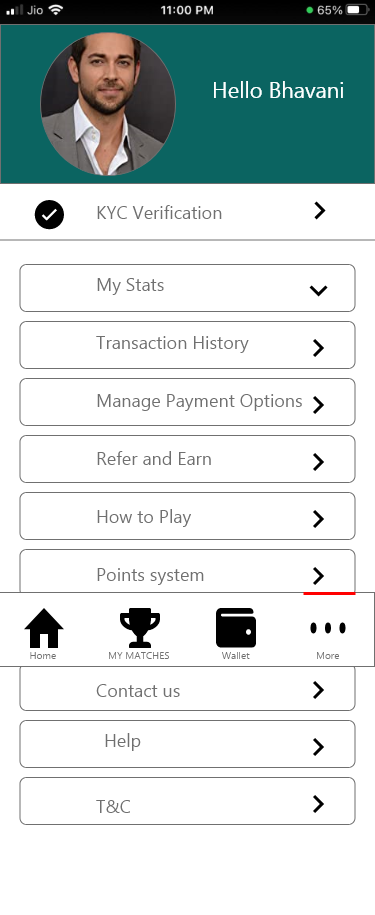 Jio 11:00 PM 65%
Hello Bhavani
KYC Verification
My Stats
Transaction History
Manage Payment Options
Refer and Earn
How to Play
Points system
Home MY MATCHES Wallet More
Contact us
Help
T&C